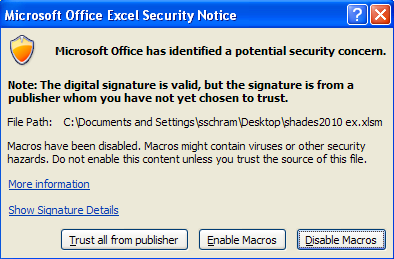 Microsoft Office Excel Security Notice
Microsoft Office has identified a potential security concern.
Note: The digital signature is valid, but the signature is from a
publisher whom you have not yet chosen to trust.
File Path: C:\Documents and Settings\sschram\Desktop\shades2010 ex.xlsm
Macros have been disabled. Macros might contain viruses or other security
hazards. Do not enable this content unless you trust the source of this file.
More information
Show Signature Details
Trust all from publisher Enable Macros Disable Macros